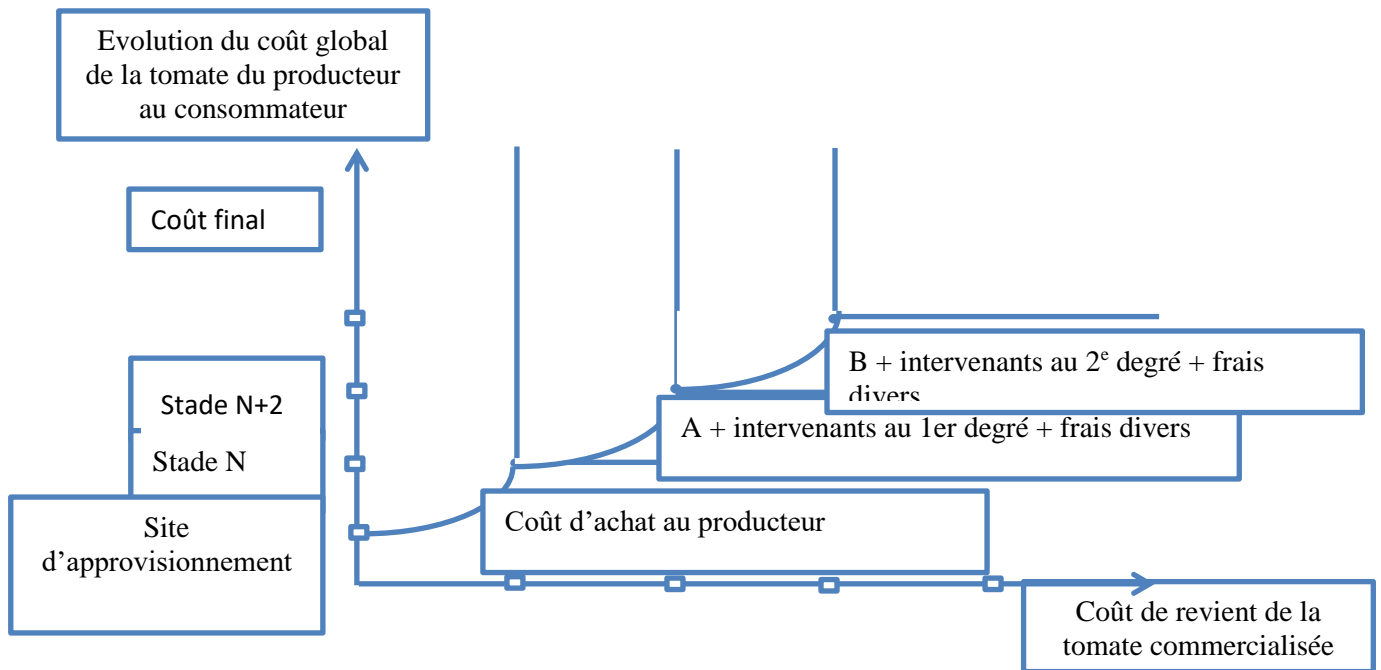 Evolution du coût global
de la tomate du producteur
au consommateur
Coût final
B + intervenants au 2e degré + frais
divers
Stade N+2
A + intervenants au 1er degré + frais divers
Stade N
Coût d’achat au producteur
Site
d’approvisionnement
Coût de revient de la
tomate commercialisée